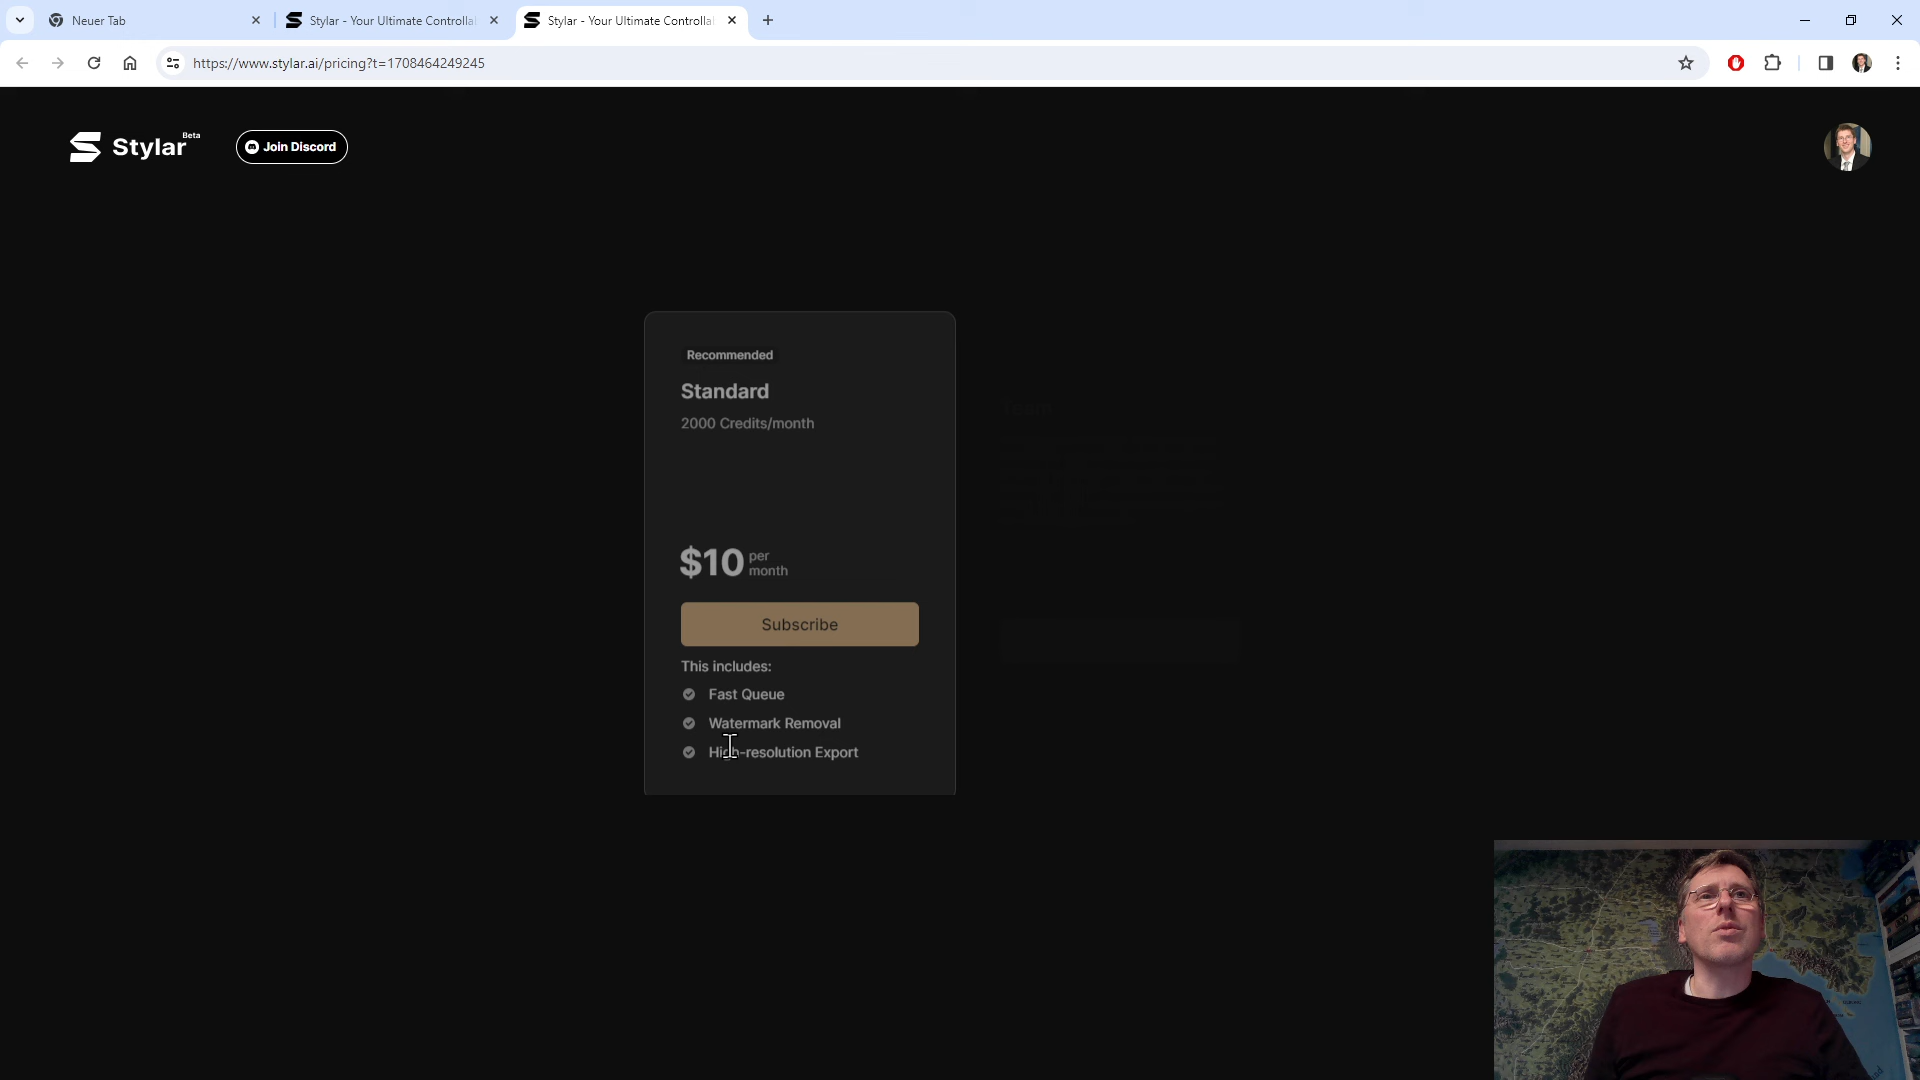 Neuer Tab
Stylar - Your Ultimate Controlla
Stylar - Your Ultimate Controlla
https://www.stylar.ai/pricing?t=1708464249245
Stylar Beta
Join Discord
Recommended
Standard
2000 Credits/month
Team
$10 per month
Subscribe
This includes:
Fast Queue
Watermark Removal
High-resolution Export